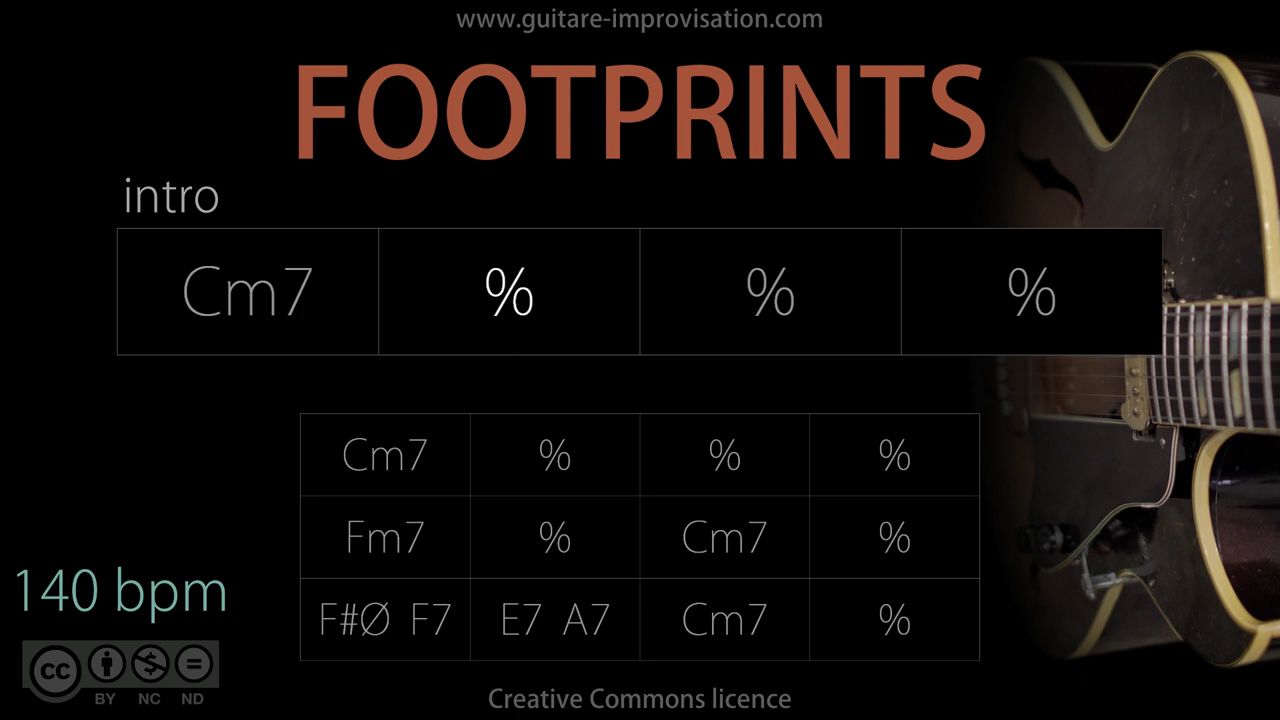 www.guitare-improvisation.com
FOOTPRINTS
intro
Cm7 % % %
Cm7 % % %
Fm7 % Cm7 %
F#Ø F7 E7 A7 Cm7 %
140 bpm
cc
BY NC ND
Creative Commons licence